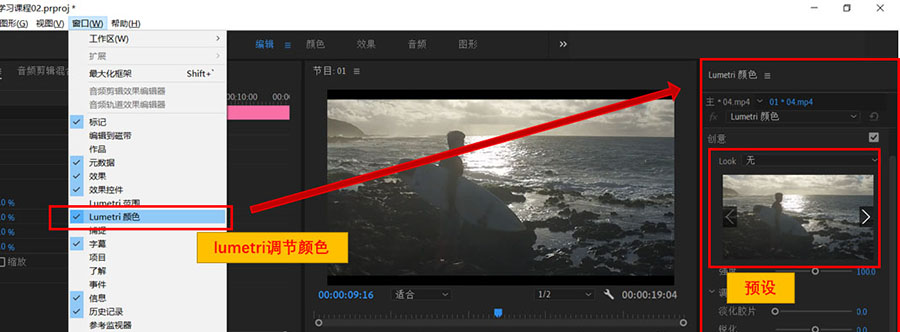 学习课程02.prproj *
图形(G) 视图(V) 窗口(W) 帮助(H)
工作区(W)
扩展
最大化框架 Shift+`
音频剪辑效果编辑器
音频轨道效果编辑器
标记
编辑到磁带
作品
元数据
效果
效果控件
Lumetri 范围
Lumetri 颜色
捕捉
字幕
项目
了解
事件
信息
历史记录
参考监视器
编辑 颜色 效果 音频 图形
音频剪辑混合
00:10:00
.0 %
.0 %
.0 %
.0 %
缩放
lumetri调节颜色
节目: 01
00:00:09:16 适合 1/2 00:00:19:04
Lumetri 颜色
主 * 04.mp4 01 * 04.mp4
fx Lumetri 颜色
创意
Look 无
强度 100.0
预设
调
淡化胶片 0.0
锐化 0.0